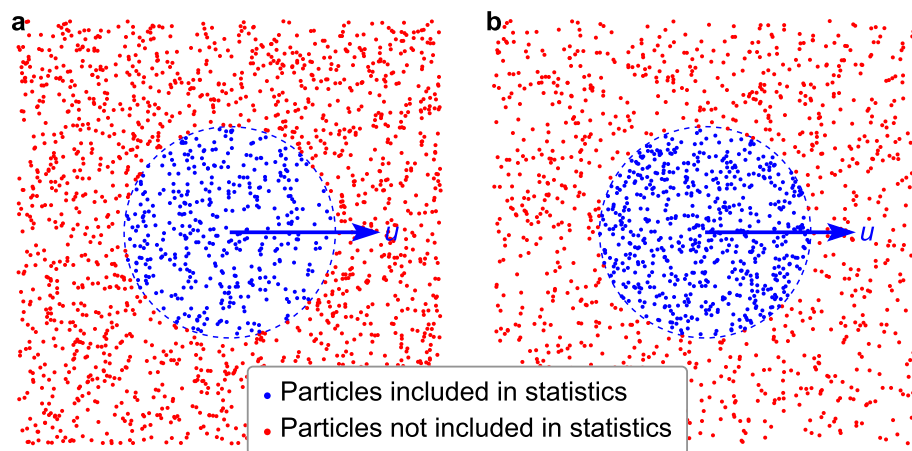 a
b
u
u
Particles included in statistics
Particles not included in statistics